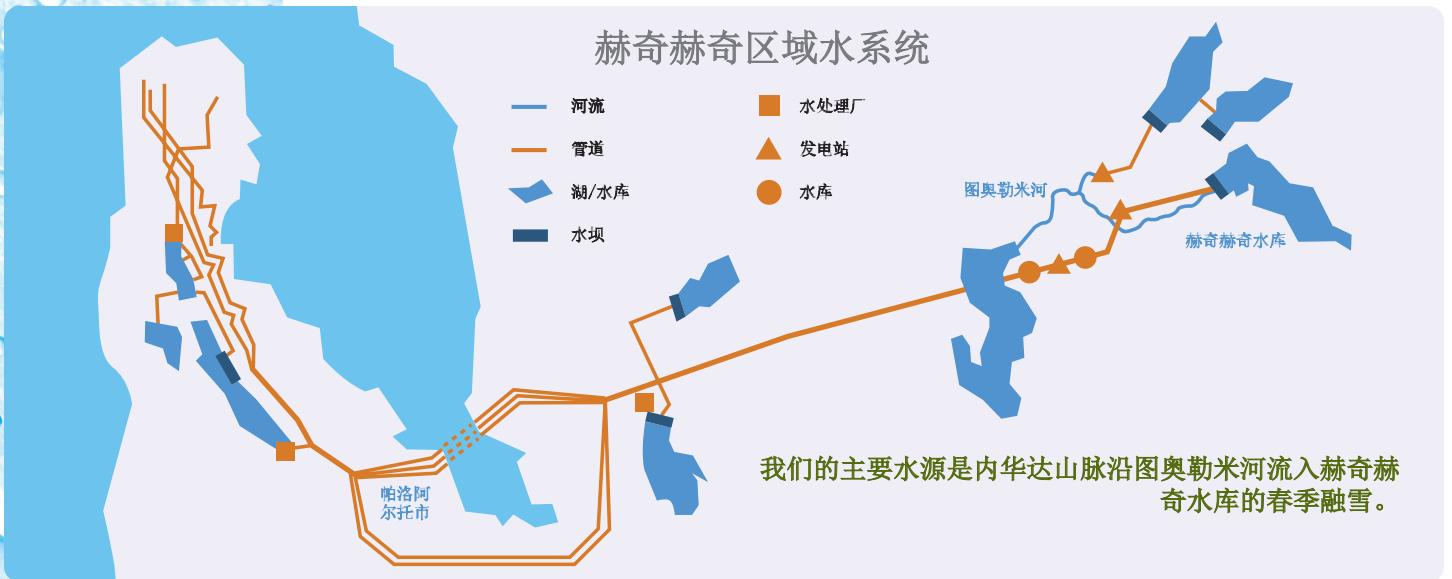 赫奇赫奇区域水系统
河流
管道
湖/水库
水坝
水处理厂
发电站
水库
图奥勒米河
赫奇赫奇水库
帕洛阿
尔托市
我们的主要水源是内华达山脉沿图奥勒米河流入赫奇赫
奇水库的春季融雪。